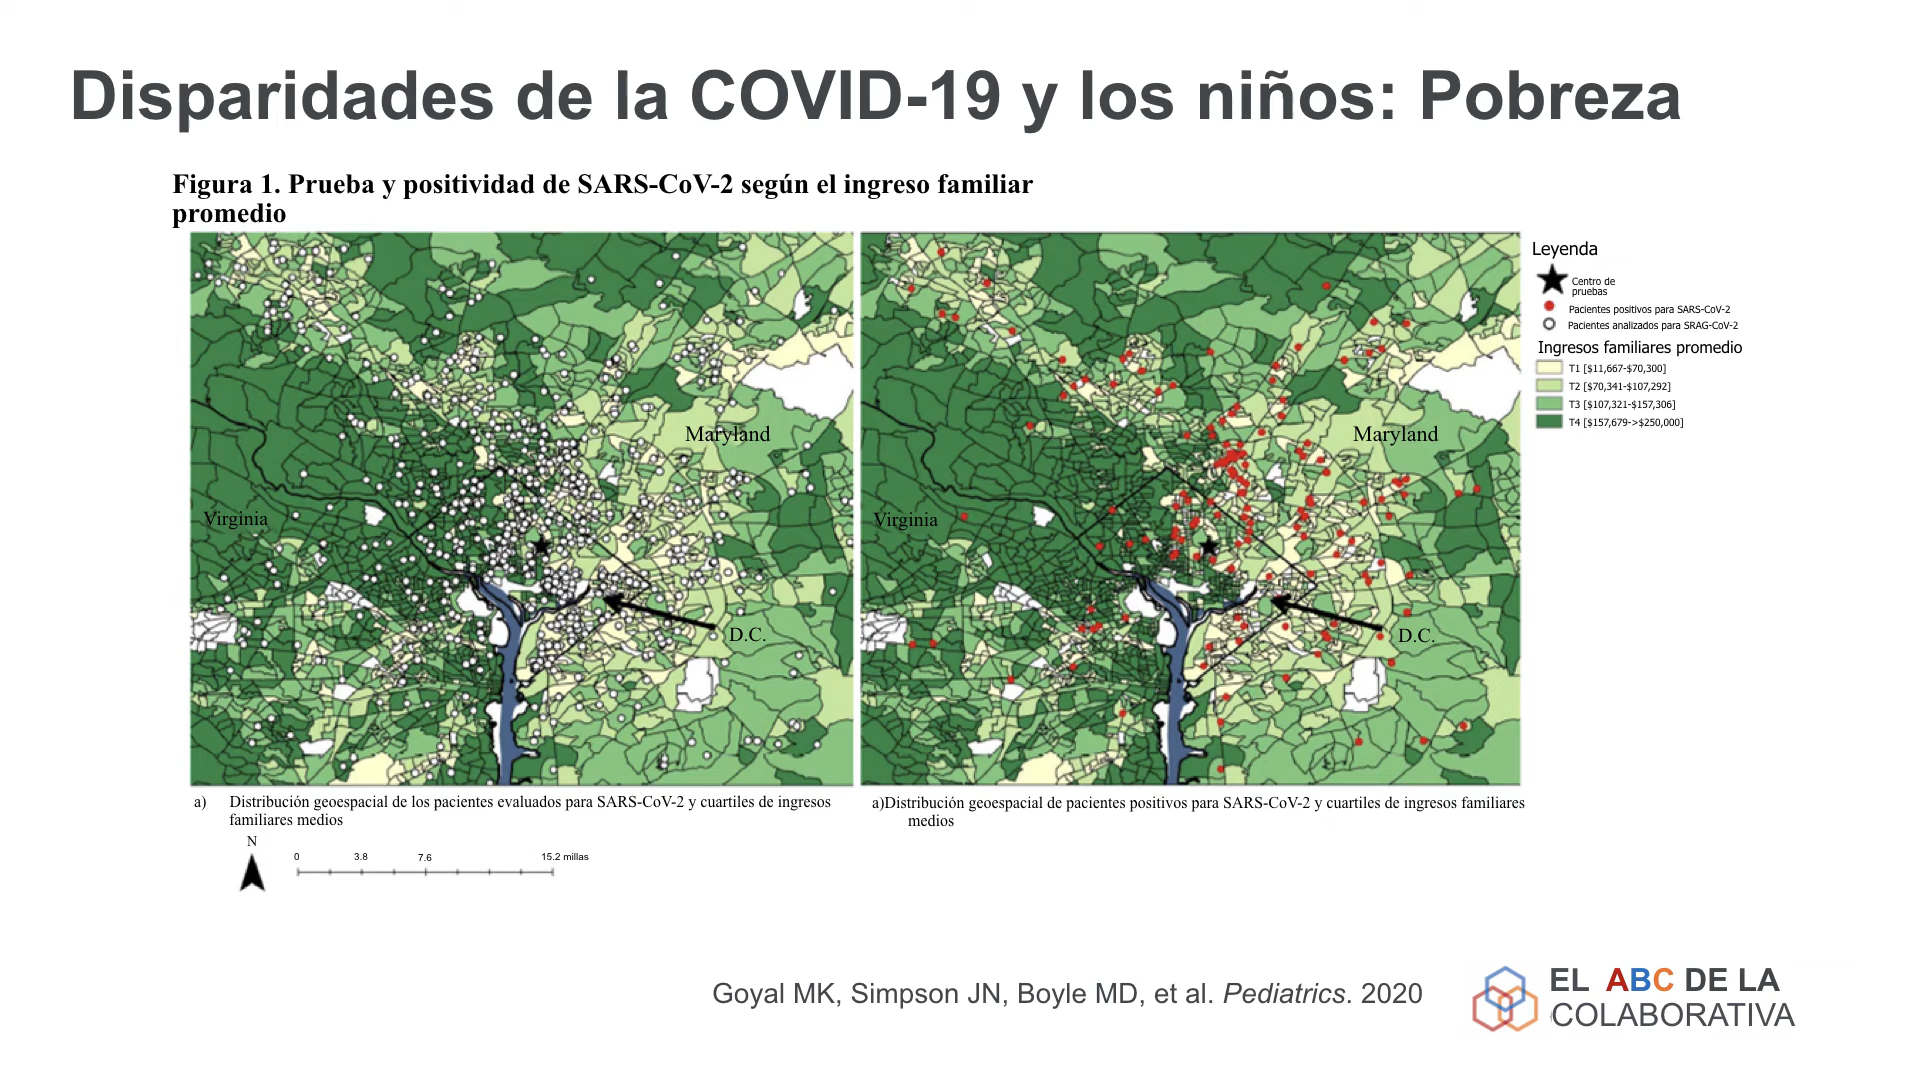 Disparidades de la COVID-19 y los niños: Pobreza
Figura 1. Prueba y positividad de SARS-CoV-2 según el ingreso familiar
promedio
Maryland
Virginia
D.C.
Maryland
Virginia
D.C.
Leyenda
Centro de
pruebas
Pacientes positivos para SARS-CoV-2
Pacientes analizados para SRAG-CoV-2
Ingresos familiares promedio
T1 [$11,667-$70,300]
T2 [$70,341-$107,292]
T3 [$107,321-$157,306]
T4 [$157,679->$250,000]
a) Distribución geoespacial de los pacientes evaluados para SARS-CoV-2 y cuartiles de ingresos
familiares medios
a)Distribución geoespacial de pacientes positivos para SARS-CoV-2 y cuartiles de ingresos familiares
medios
N
0 3.8 7.6 15.2 millas
Goyal MK, Simpson JN, Boyle MD, et al. Pediatrics. 2020
EL ABC DE LA
COLABORATIVA